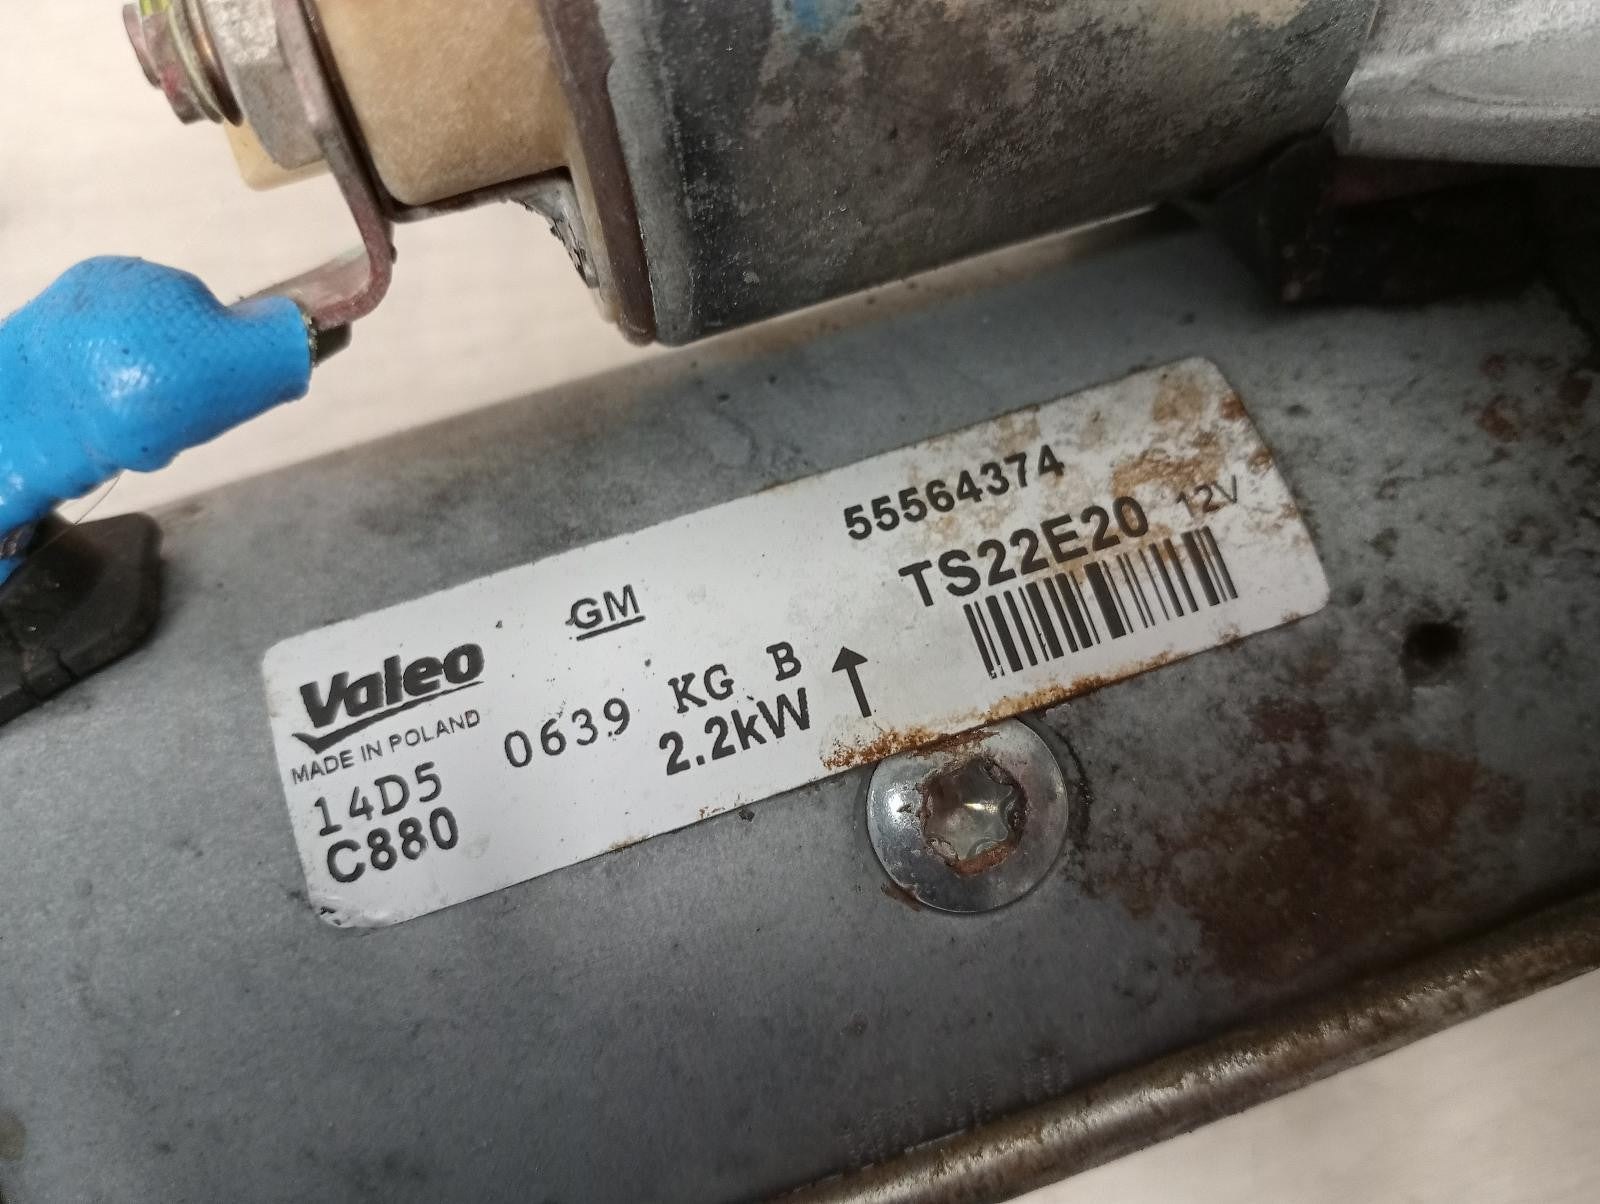 55564374
TS22E20 12V
GM
Valeo
MADE IN POLAND
0639 KG B
2.2kW
14D5
C880